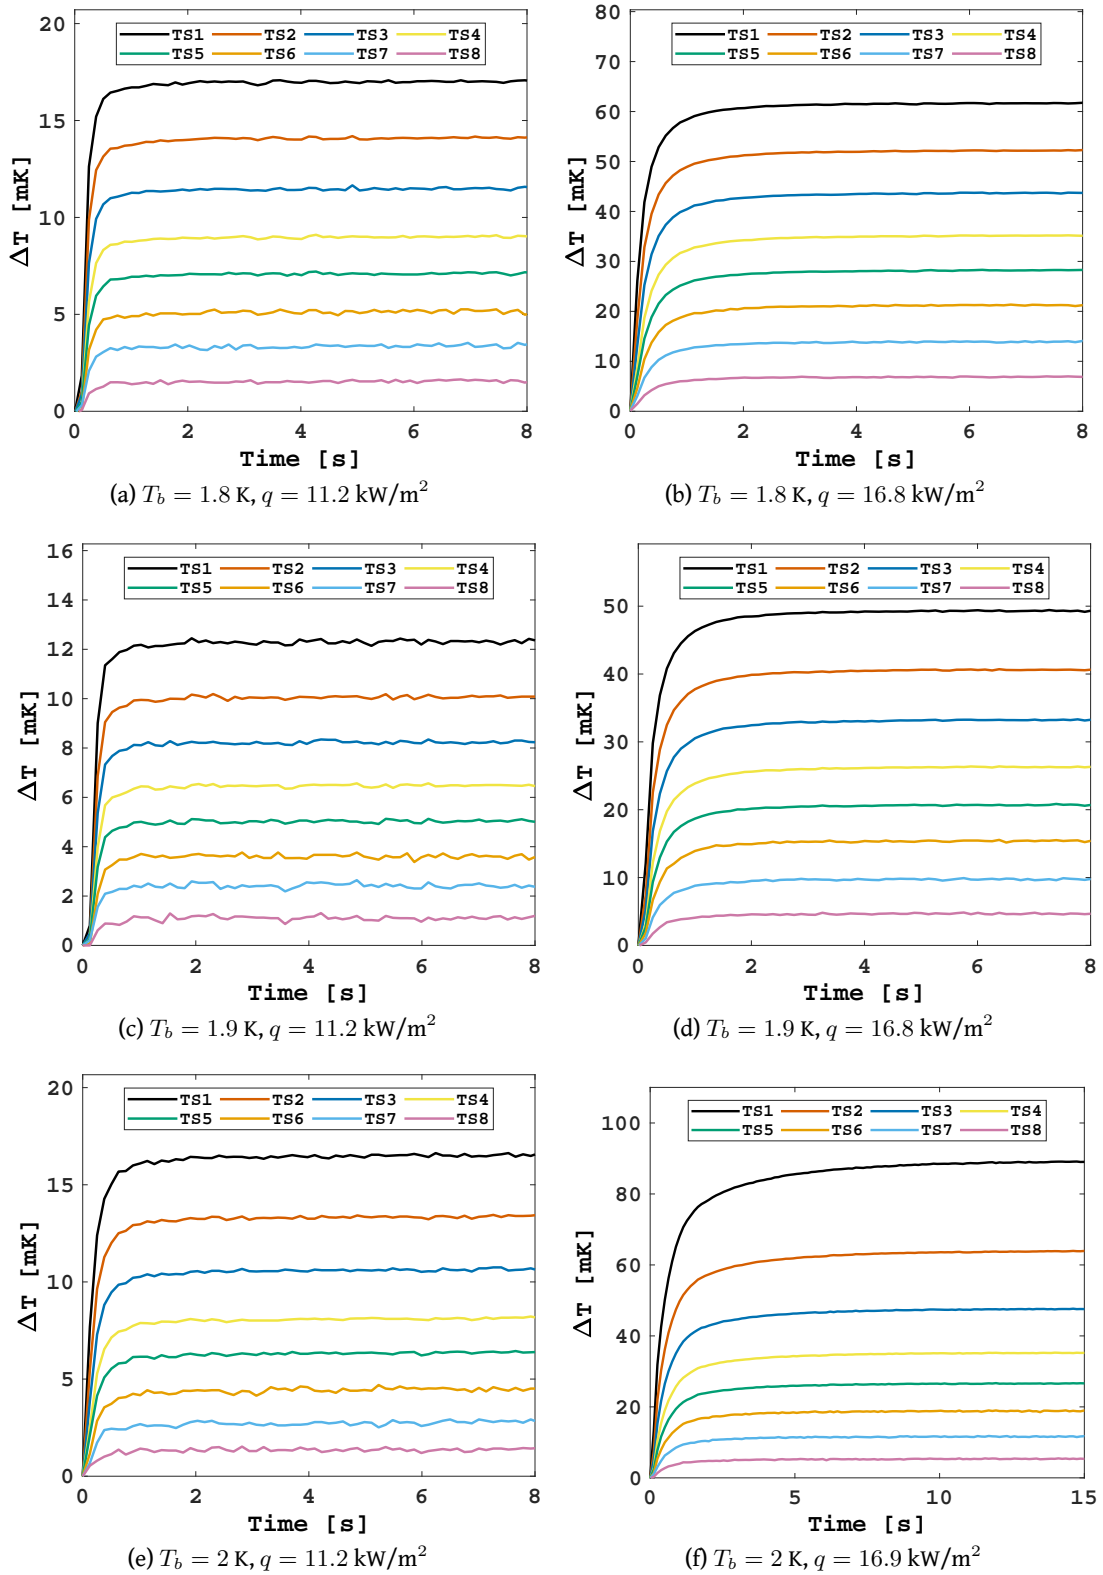 20
15
10
5
0
ΔT [mK]
TS1 TS2 TS3 TS4
TS5 TS6 TS7 TS8
0 2 4 6 8
Time [s]
(a) T_b = 1.8 K, q = 11.2 kW/m²
80
70
60
50
40
30
20
10
0
ΔT [mK]
TS1 TS2 TS3 TS4
TS5 TS6 TS7 TS8
0 2 4 6 8
Time [s]
(b) T_b = 1.8 K, q = 16.8 kW/m²
16
14
12
10
8
6
4
2
0
ΔT [mK]
TS1 TS2 TS3 TS4
TS5 TS6 TS7 TS8
0 2 4 6 8
Time [s]
(c) T_b = 1.9 K, q = 11.2 kW/m²
50
40
30
20
10
0
ΔT [mK]
TS1 TS2 TS3 TS4
TS5 TS6 TS7 TS8
0 2 4 6 8
Time [s]
(d) T_b = 1.9 K, q = 16.8 kW/m²
20
15
10
5
0
ΔT [mK]
TS1 TS2 TS3 TS4
TS5 TS6 TS7 TS8
0 2 4 6 8
Time [s]
(e) T_b = 2 K, q = 11.2 kW/m²
100
80
60
40
20
0
ΔT [mK]
TS1 TS2 TS3 TS4
TS5 TS6 TS7 TS8
0 5 10 15
Time [s]
(f) T_b = 2 K, q = 16.9 kW/m²